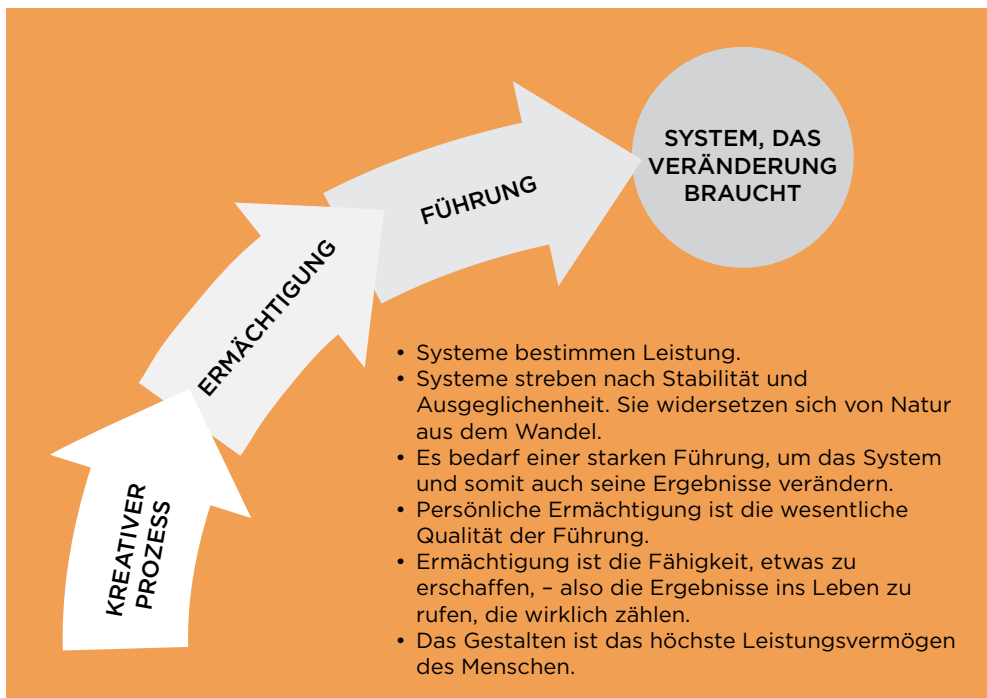 SYSTEM, DAS
VERÄNDERUNG
BRAUCHT
FÜHRUNG
ERMÄCHTIGUNG
KREATIVER
PROZESS
• Systeme bestimmen Leistung.
• Systeme streben nach Stabilität und
Ausgeglichenheit. Sie widersetzen sich von Natur
aus dem Wandel.
• Es bedarf einer starken Führung, um das System
und somit auch seine Ergebnisse verändern.
• Persönliche Ermächtigung ist die wesentliche
Qualität der Führung.
• Ermächtigung ist die Fähigkeit, etwas zu
erschaffen, – also die Ergebnisse ins Leben zu
rufen, die wirklich zählen.
• Das Gestalten ist das höchste Leistungsvermögen
des Menschen.